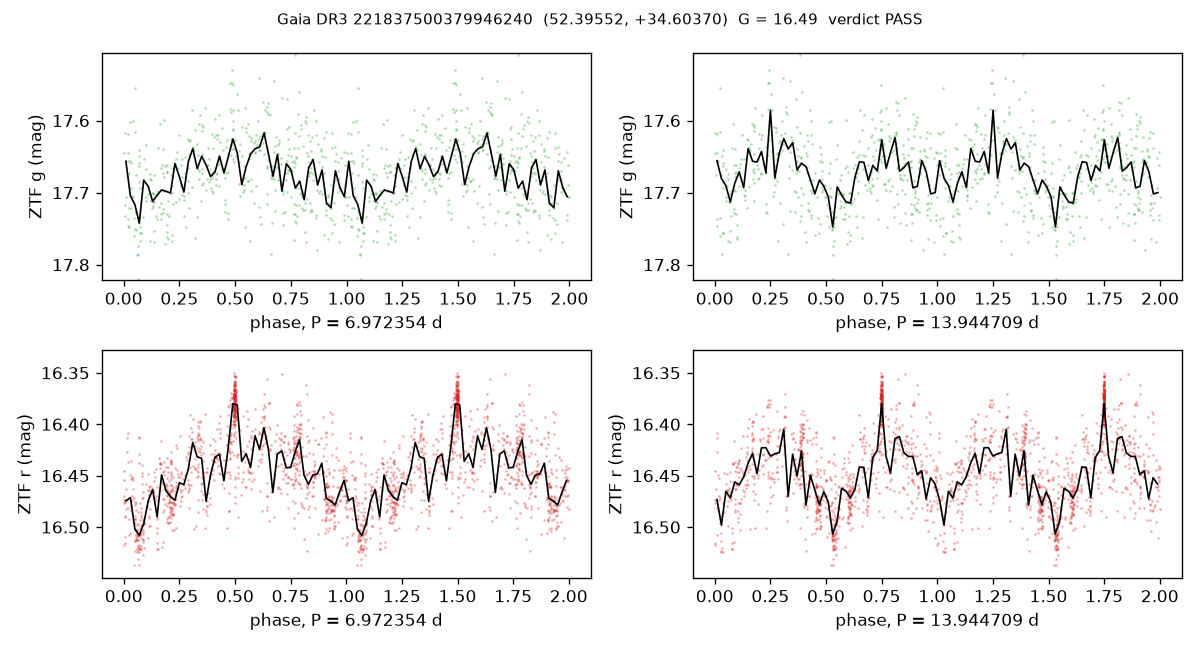 Gaia DR3 221837500379946240 (52.39552, +34.60370) G = 16.49 verdict PASS
ZTF g (mag)
17.6
17.7
17.8
0.00 0.25 0.50 0.75 1.00 1.25 1.50 1.75 2.00
phase, P = 6.972354 d
ZTF g (mag)
17.6
17.7
17.8
0.00 0.25 0.50 0.75 1.00 1.25 1.50 1.75 2.00
phase, P = 13.944709 d
ZTF r (mag)
16.35
16.40
16.45
16.50
0.00 0.25 0.50 0.75 1.00 1.25 1.50 1.75 2.00
phase, P = 6.972354 d
ZTF r (mag)
16.35
16.40
16.45
16.50
0.00 0.25 0.50 0.75 1.00 1.25 1.50 1.75 2.00
phase, P = 13.944709 d